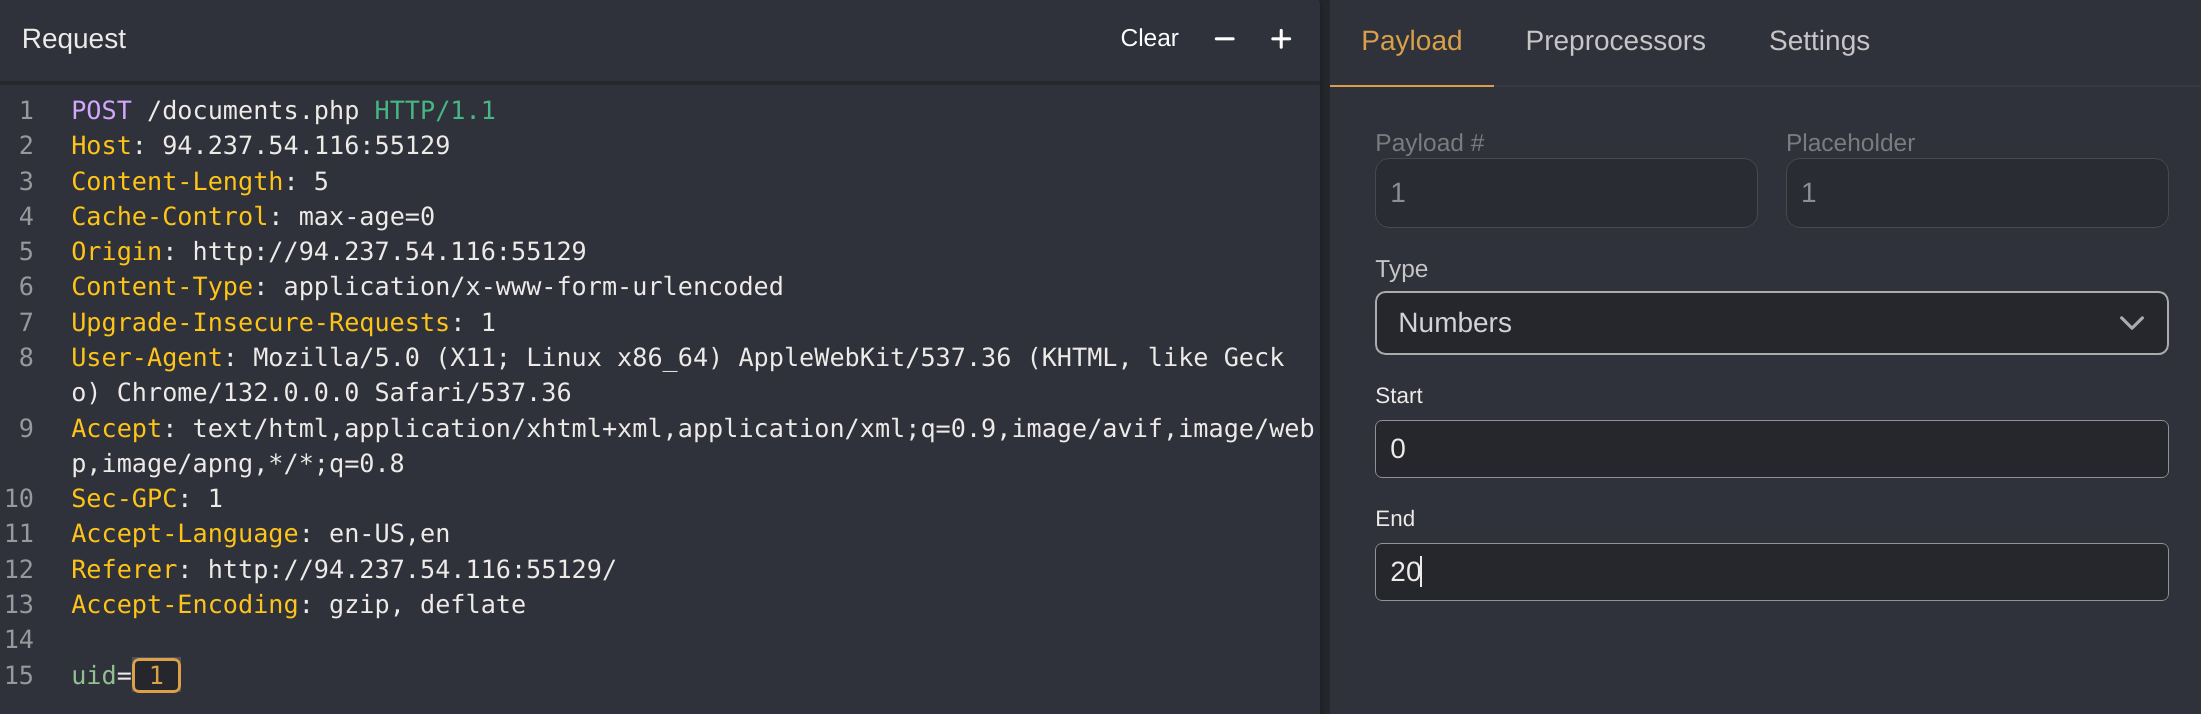 Request
Clear − +
1 POST /documents.php HTTP/1.1
2 Host: 94.237.54.116:55129
3 Content-Length: 5
4 Cache-Control: max-age=0
5 Origin: http://94.237.54.116:55129
6 Content-Type: application/x-www-form-urlencoded
7 Upgrade-Insecure-Requests: 1
8 User-Agent: Mozilla/5.0 (X11; Linux x86_64) AppleWebKit/537.36 (KHTML, like Geck
o) Chrome/132.0.0.0 Safari/537.36
9 Accept: text/html,application/xhtml+xml,application/xml;q=0.9,image/avif,image/web
p,image/apng,*/*;q=0.8
10 Sec-GPC: 1
11 Accept-Language: en-US,en
12 Referer: http://94.237.54.116:55129/
13 Accept-Encoding: gzip, deflate
14
15 uid=1
Payload Preprocessors Settings
Payload # Placeholder
1 1
Type
Numbers
Start
0
End
20